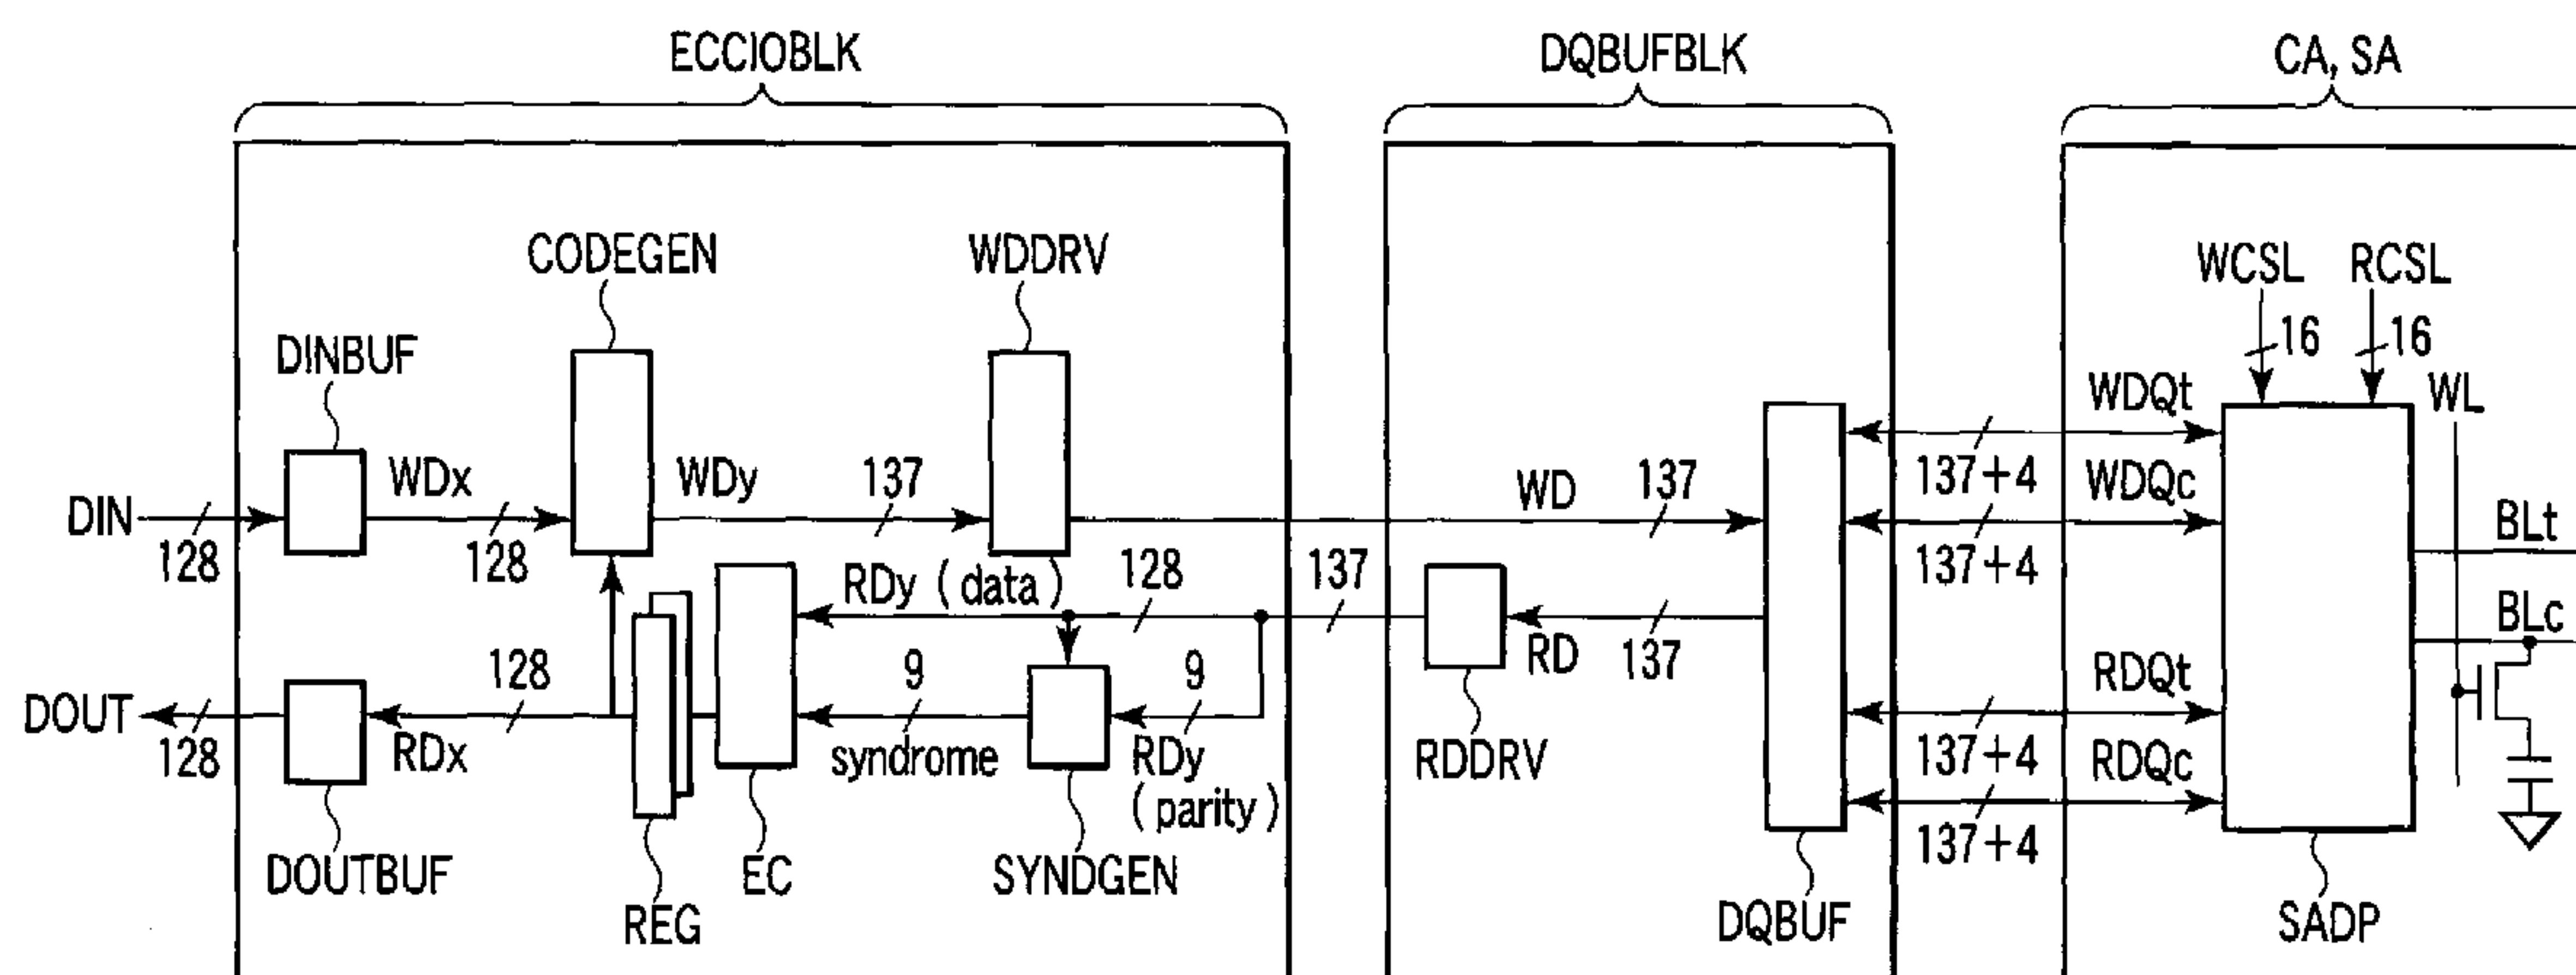 ECCIOBLK
DQBUFBLK
CA, SA
CODEGEN
WDDRV
WCSL
RCSL
16
16
DINBUF
WDQt
WL
WDx
WDy
137
WD
137
137+4
WDQc
DIN
128
128
137+4
BLt
RDy (data)
128
137
RD
137
BLc
128
9
9
RDQt
DOUT
128
RDx
syndrome
RDy
(parity)
RDDRV
137+4
RDQc
137+4
DOUTBUF
REG
EC
SYNDGEN
DQBUF
SADP